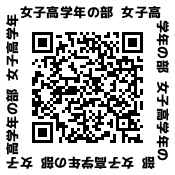 女子高学年の部 女子高
学年の部 女子高学年の
部 女子高学年の部 女子
高学年の部 女子高学年